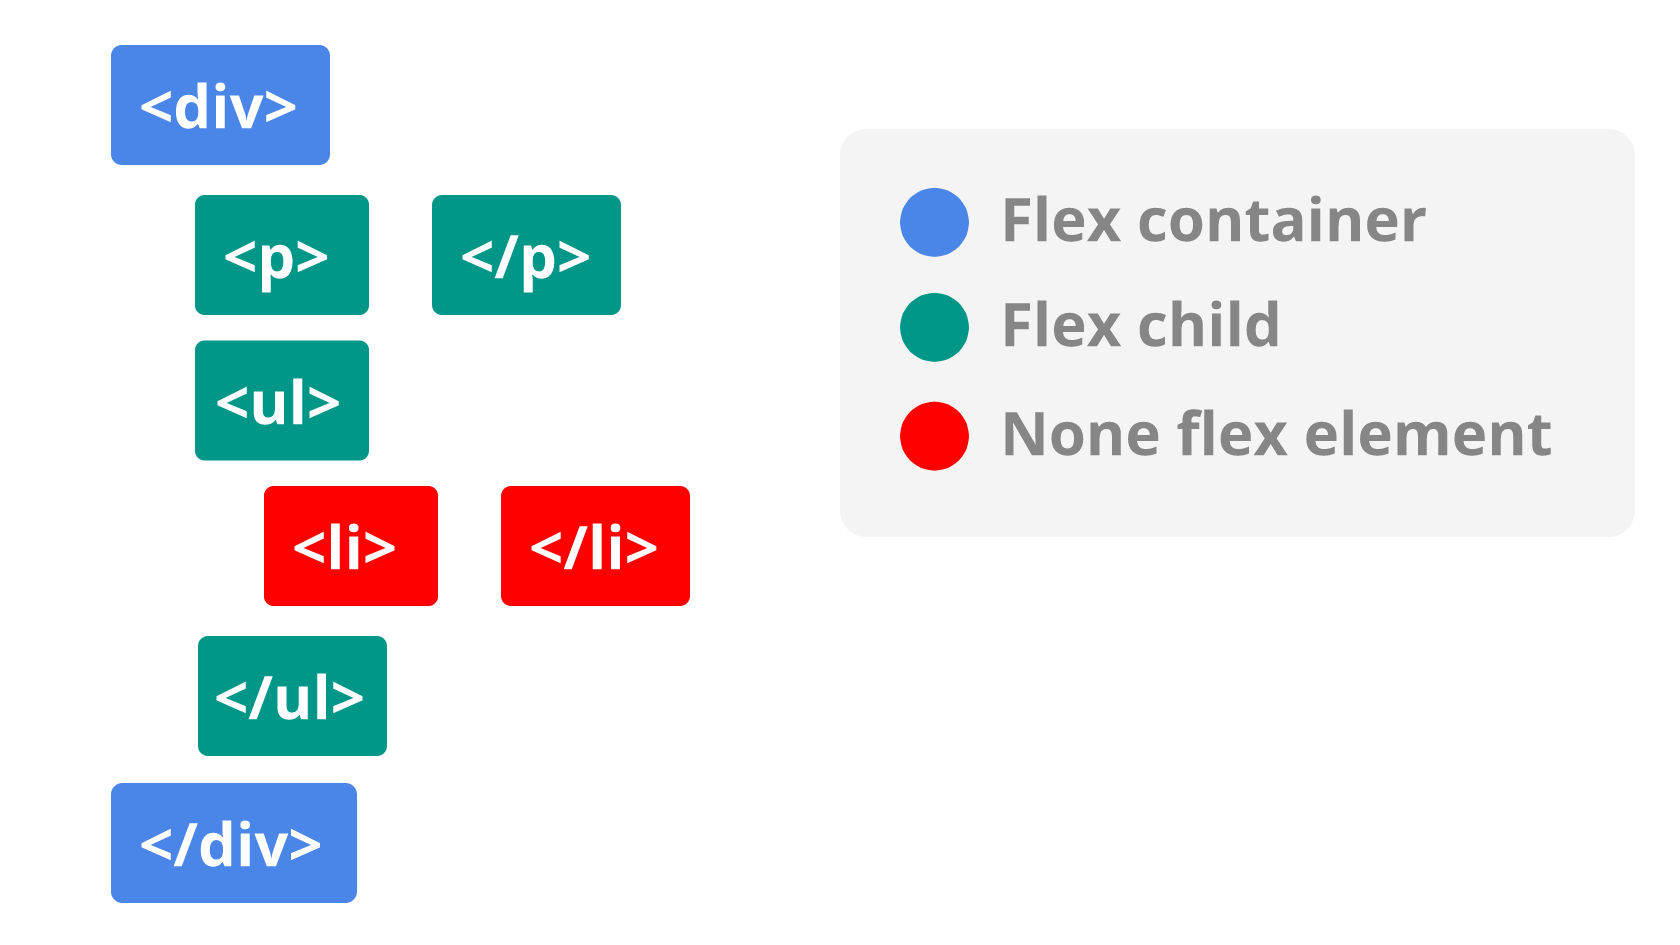 <div>
<p> </p>
<ul>
<li> </li>
</ul>
</div>
Flex container
Flex child
None flex element